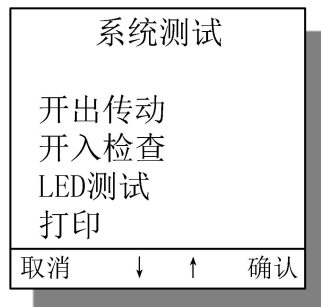 系统测试
开出传动
开入检查
LED测试
打印
取消 ↓ ↑ 确认